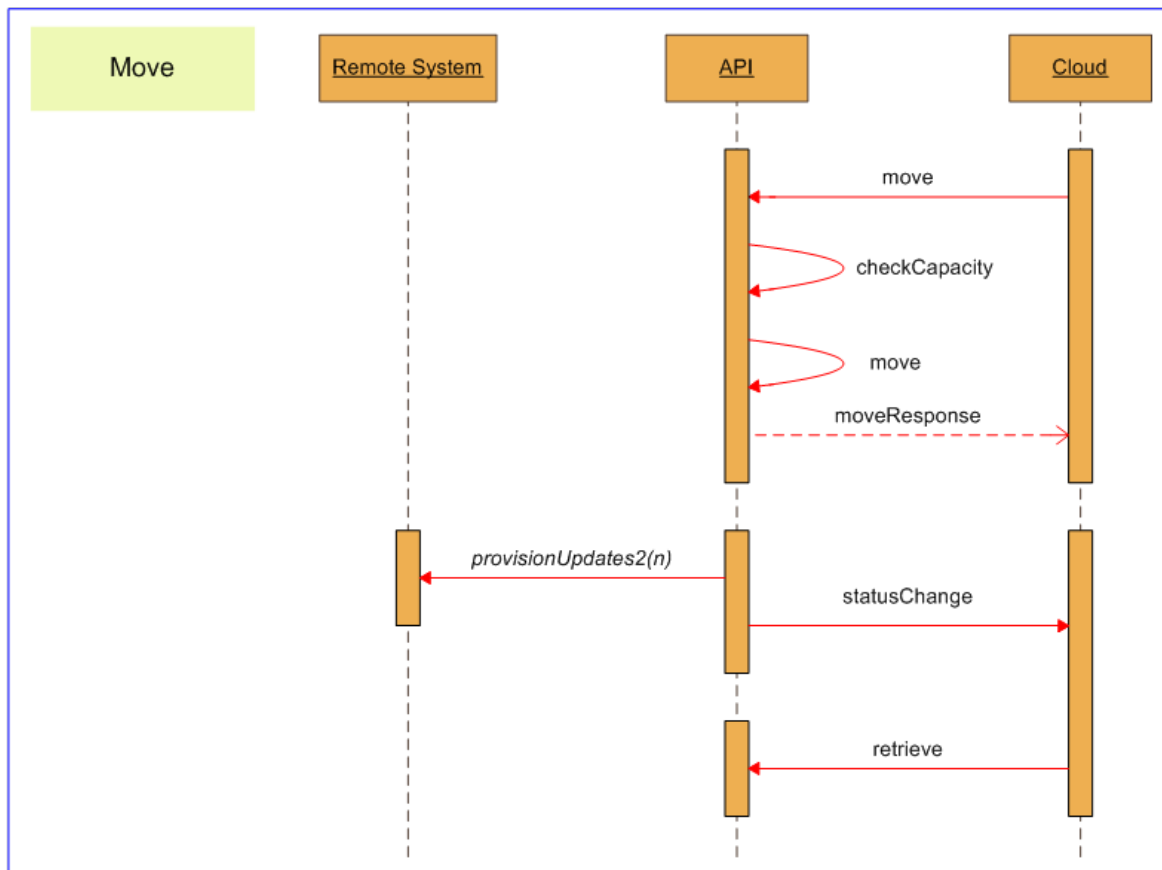 Move
Remote System
API
Cloud
move
checkCapacity
move
moveResponse
provisionUpdates2(n)
statusChange
retrieve